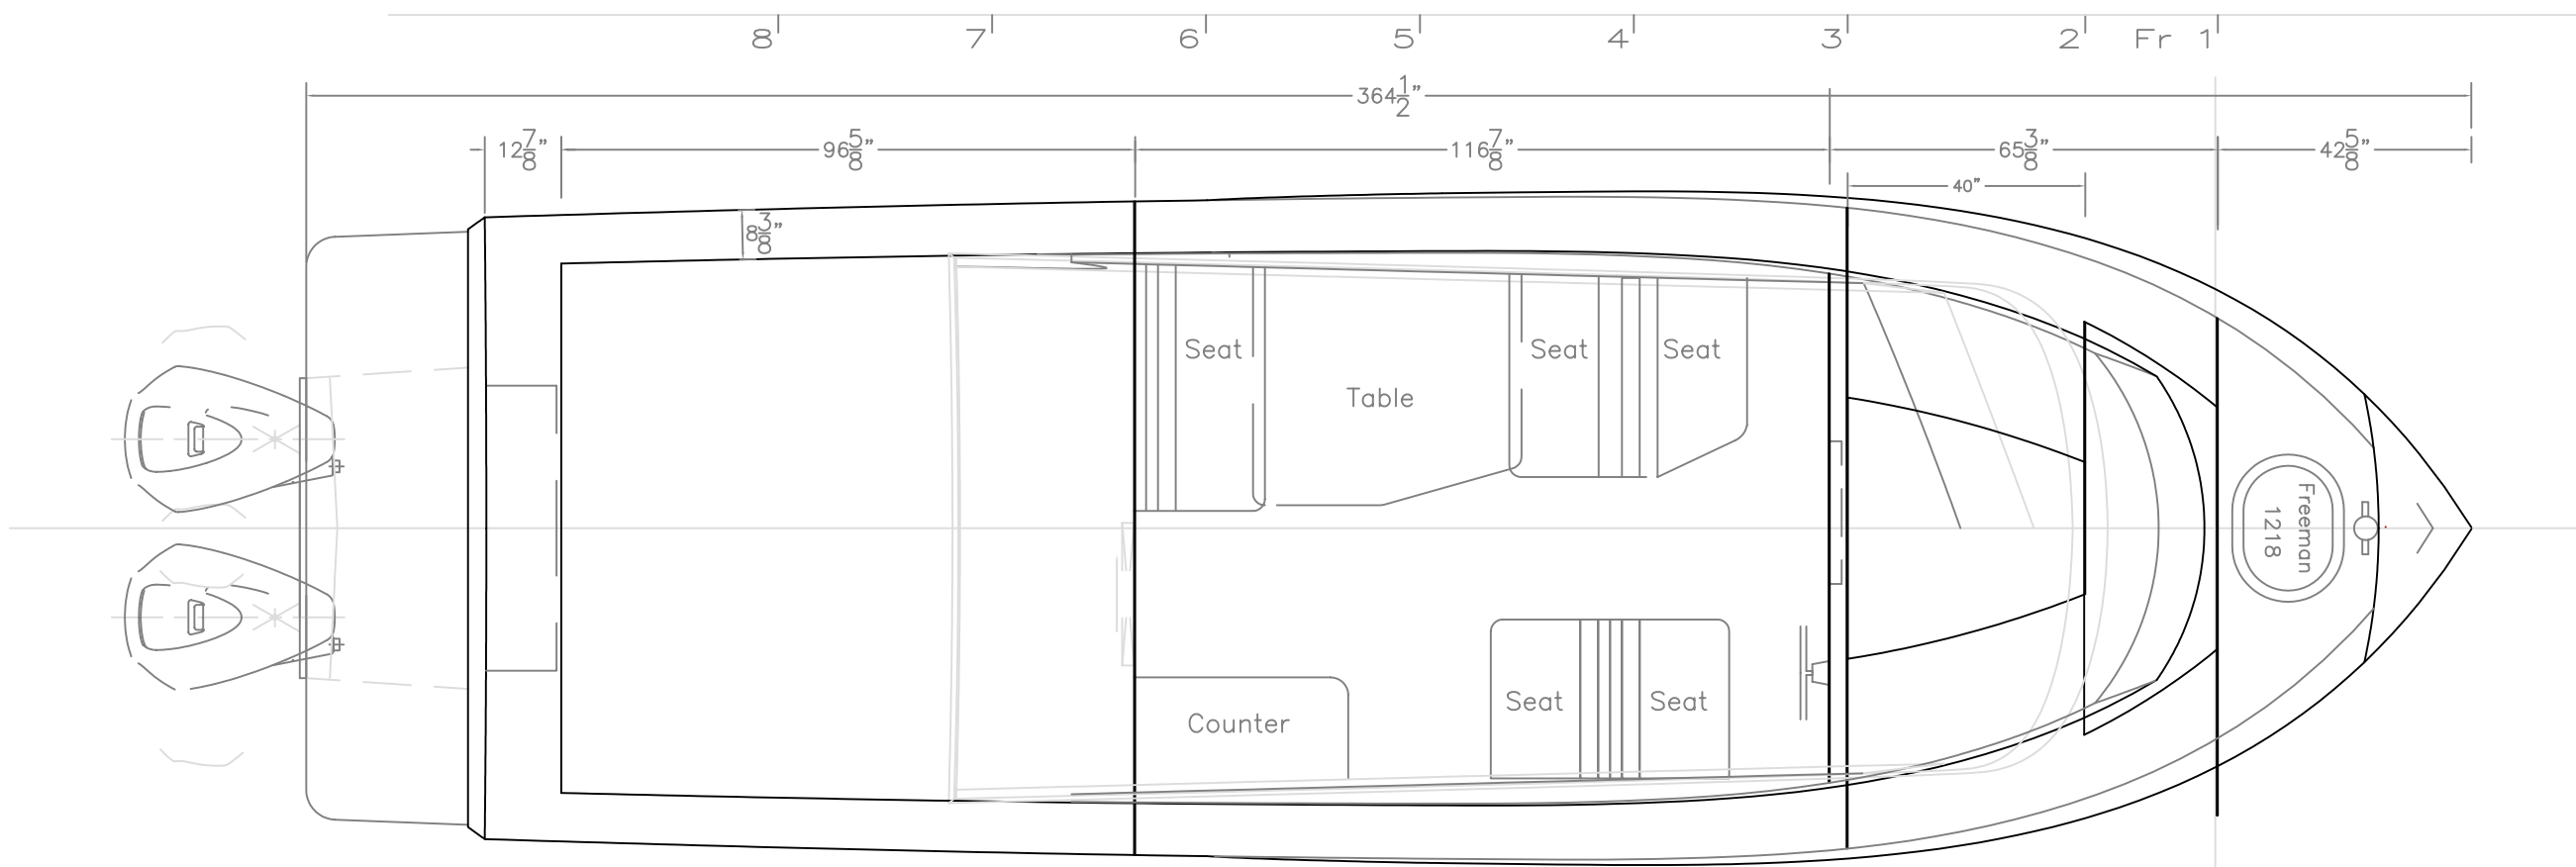 8 7 6 5 4 3 2 Fr 1
364 1/2"
12 7/8" 96 5/8" 116 7/8" 65 3/8" 42 5/8"
40"
8 3/8"
Seat Seat Seat
Table
Freeman
1218
Seat Seat
Counter